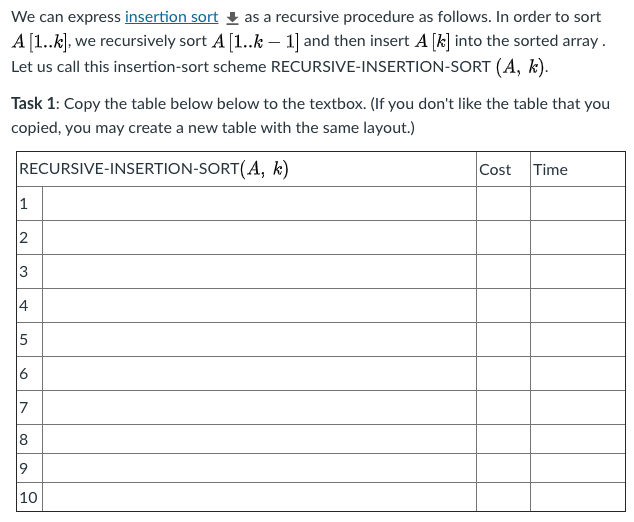 We can express insertion sort as a recursive procedure as follows. In order to sort
A [1..k], we recursively sort A [1..k − 1] and then insert A [k] into the sorted array .
Let us call this insertion-sort scheme RECURSIVE-INSERTION-SORT (A, k).
Task 1: Copy the table below below to the textbox. (If you don't like the table that you
copied, you may create a new table with the same layout.)
RECURSIVE-INSERTION-SORT(A, k) Cost Time
1
2
3
4
5
6
7
8
9
10